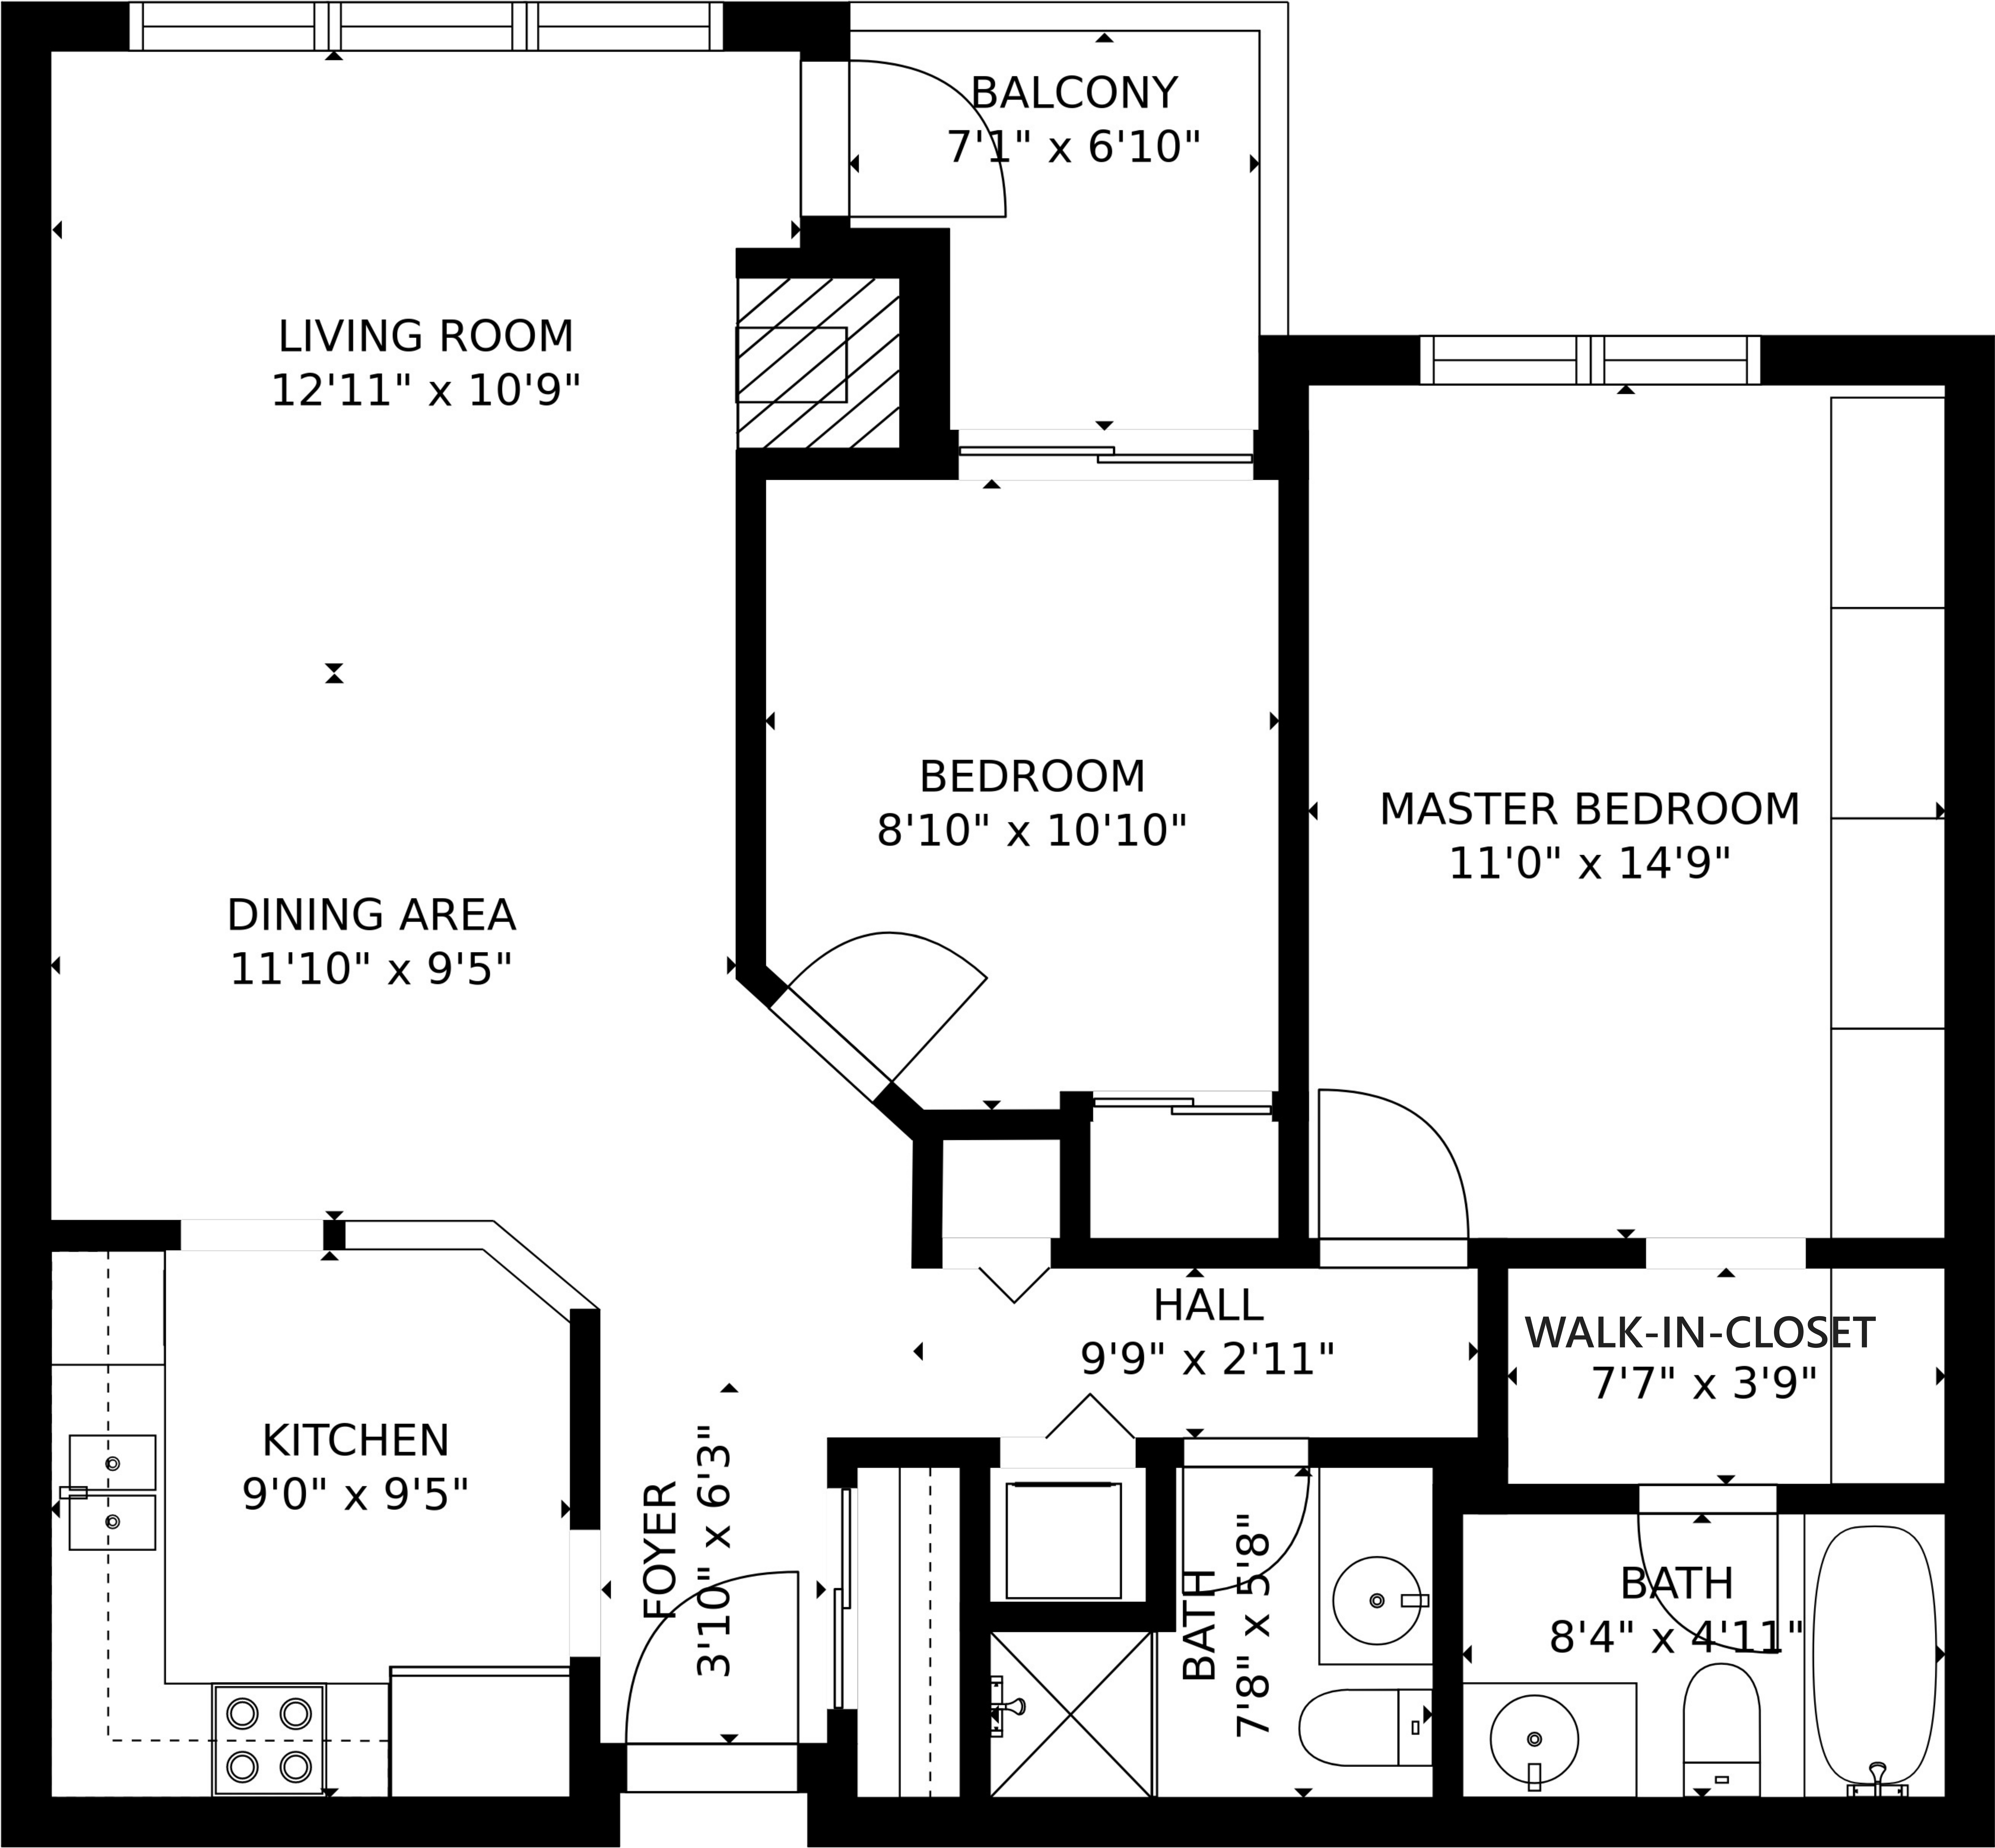 BALCONY
7'1" x 6'10"
LIVING ROOM
12'11" x 10'9"
BEDROOM
8'10" x 10'10"
MASTER BEDROOM
11'0" x 14'9"
DINING AREA
11'10" x 9'5"
HALL
9'9" x 2'11"
WALK-IN-CLOSET
7'7" x 3'9"
KITCHEN
9'0" x 9'5"
FOYER
3'10" x 6'3"
BATH
7'8" x 5'8"
BATH
8'4" x 4'11"